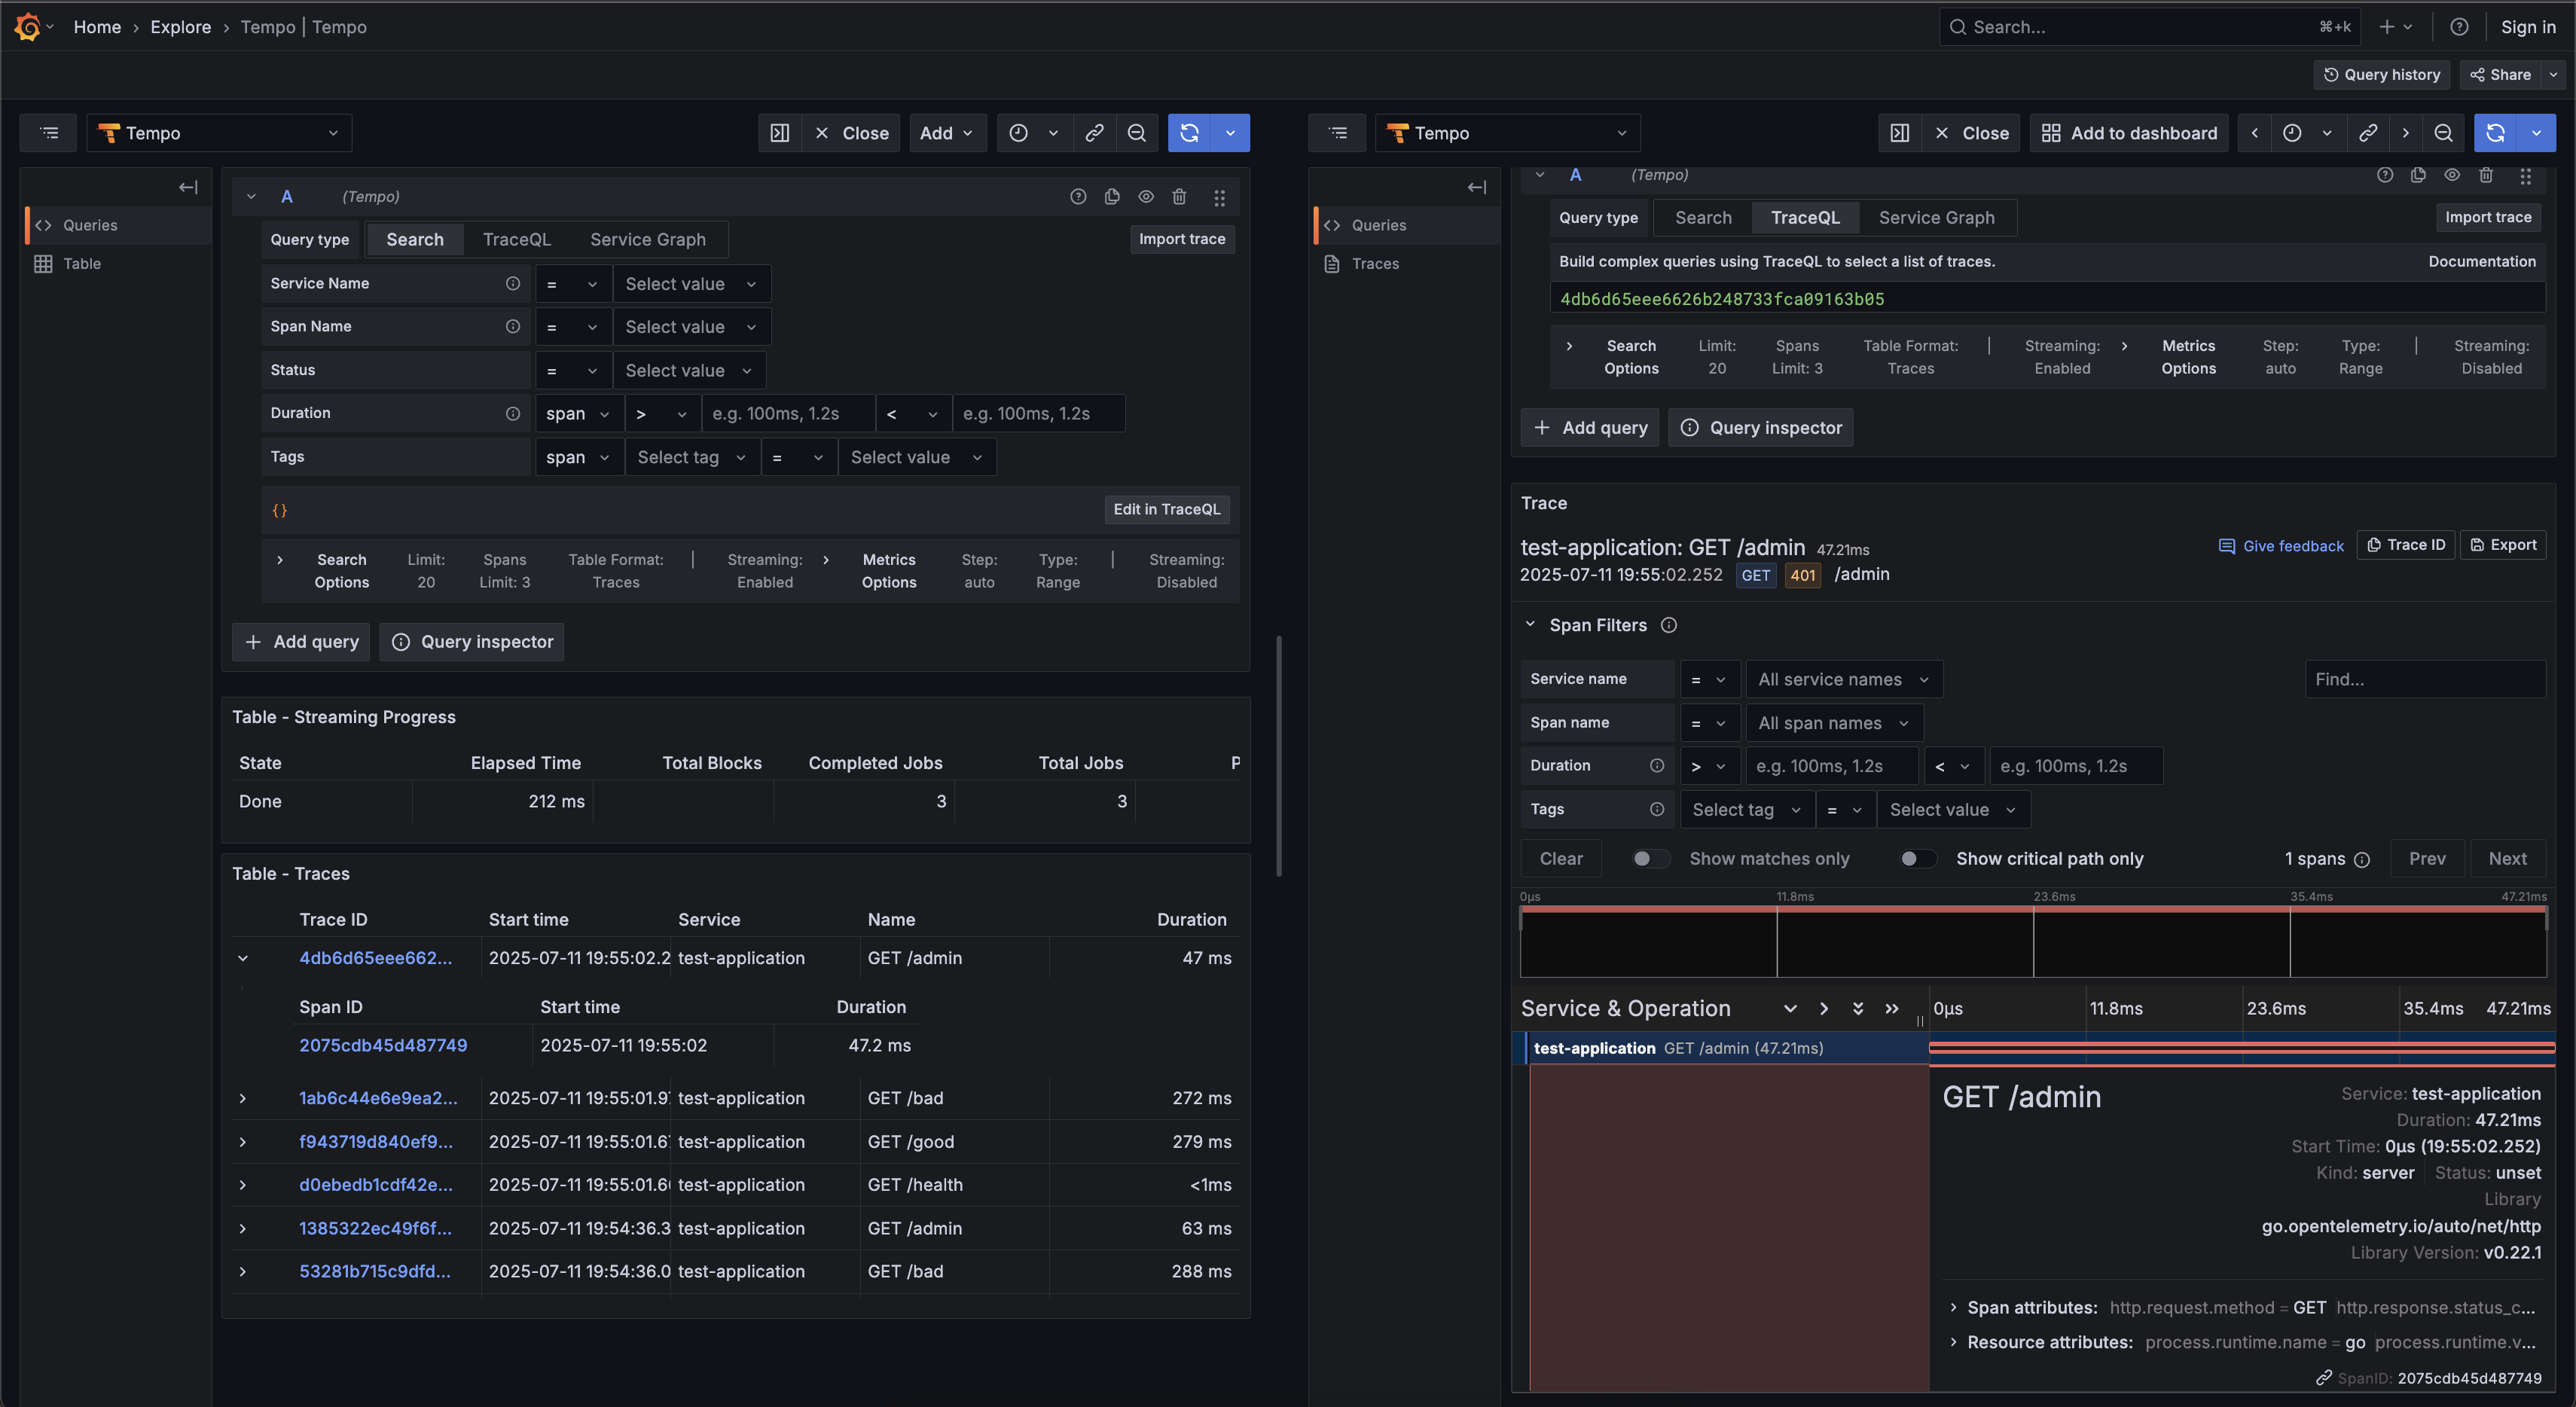 Home › Explore › Tempo | Tempo
Search... ⌘+k
Sign in
Query history
Share
Tempo
Close
Add
Queries
Table
A (Tempo)
Query type Search TraceQL Service Graph Import trace
Service Name = Select value
Span Name = Select value
Status = Select value
Duration span > e.g. 100ms, 1.2s < e.g. 100ms, 1.2s
Tags span Select tag = Select value
{} Edit in TraceQL
Search Options Limit: 20 Spans Limit: 3 Table Format: Traces | Streaming: Enabled Metrics Options Step: auto Type: Range | Streaming: Disabled
+ Add query Query inspector
Table - Streaming Progress
State Elapsed Time Total Blocks Completed Jobs Total Jobs P
Done 212 ms 3 3
Table - Traces
Trace ID Start time Service Name Duration
4db6d65eee662... 2025-07-11 19:55:02.2 test-application GET /admin 47 ms
Span ID Start time Duration
2075cdb45d487749 2025-07-11 19:55:02 47.2 ms
1ab6c44e6e9ea2... 2025-07-11 19:55:01.9 test-application GET /bad 272 ms
f943719d840ef9... 2025-07-11 19:55:01.6 test-application GET /good 279 ms
d0ebedb1cdf42e... 2025-07-11 19:55:01.6 test-application GET /health <1ms
1385322ec49f6f... 2025-07-11 19:54:36.3 test-application GET /admin 63 ms
53281b715c9dfd... 2025-07-11 19:54:36.0 test-application GET /bad 288 ms
Tempo
Close
Add to dashboard
Queries
Traces
A (Tempo)
Query type Search TraceQL Service Graph Import trace
Build complex queries using TraceQL to select a list of traces. Documentation
4db6d65eee6626b248733fca09163b05
Search Options Limit: 20 Spans Limit: 3 Table Format: Traces | Streaming: Enabled Metrics Options Step: auto Type: Range | Streaming: Disabled
+ Add query Query inspector
Trace
test-application: GET /admin 47.21ms Give feedback Trace ID Export
2025-07-11 19:55:02.252 GET 401 /admin
Span Filters
Service name = All service names Find...
Span name = All span names
Duration > e.g. 100ms, 1.2s < e.g. 100ms, 1.2s
Tags Select tag = Select value
Clear Show matches only Show critical path only 1 spans Prev Next
0μs 11.8ms 23.6ms 35.4ms 47.21ms
Service & Operation 0μs 11.8ms 23.6ms 35.4ms 47.21ms
test-application GET /admin (47.21ms)
GET /admin
Service: test-application
Duration: 47.21ms
Start Time: 0μs (19:55:02.252)
Kind: server Status: unset
Library
go.opentelemetry.io/auto/net/http
Library Version: v0.22.1
Span attributes: http.request.method = GET http.response.status_c...
Resource attributes: process.runtime.name = go process.runtime.v...
SpanID: 2075cdb45d487749